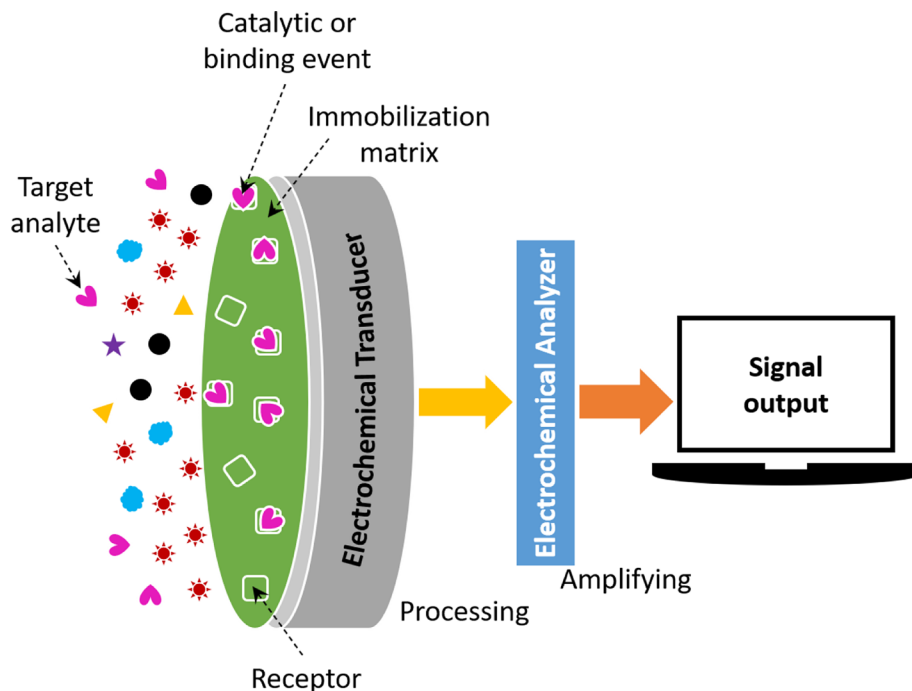 Catalytic or
binding event
Immobilization
matrix
Target
analyte
Electrochemical Transducer
Electrochemical Analyzer
Signal
output
Processing
Amplifying
Receptor